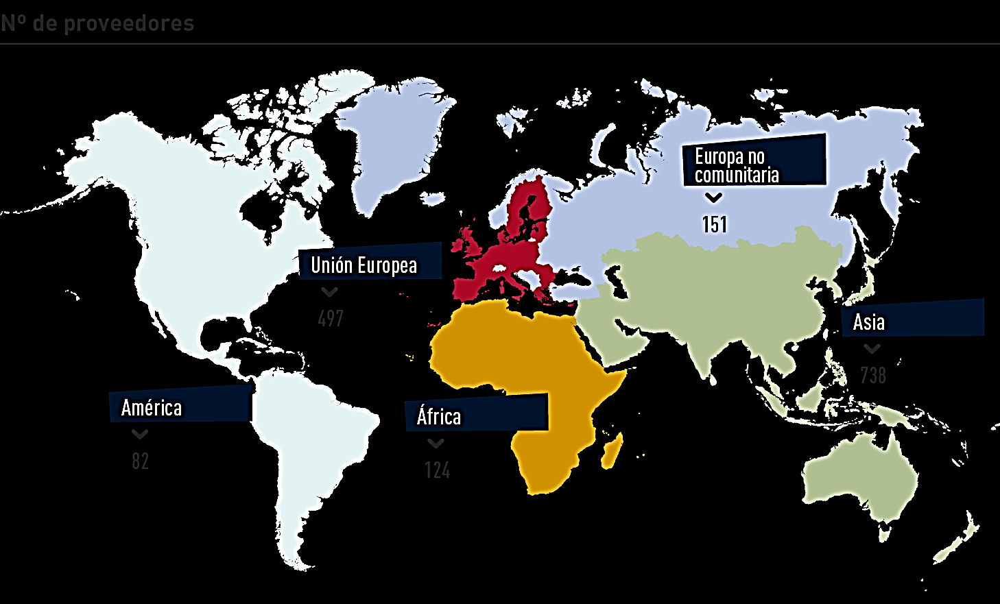 Nº de proveedores
Europa no
comunitaria
151
Unión Europea
497
Asia
738
América
82
África
124